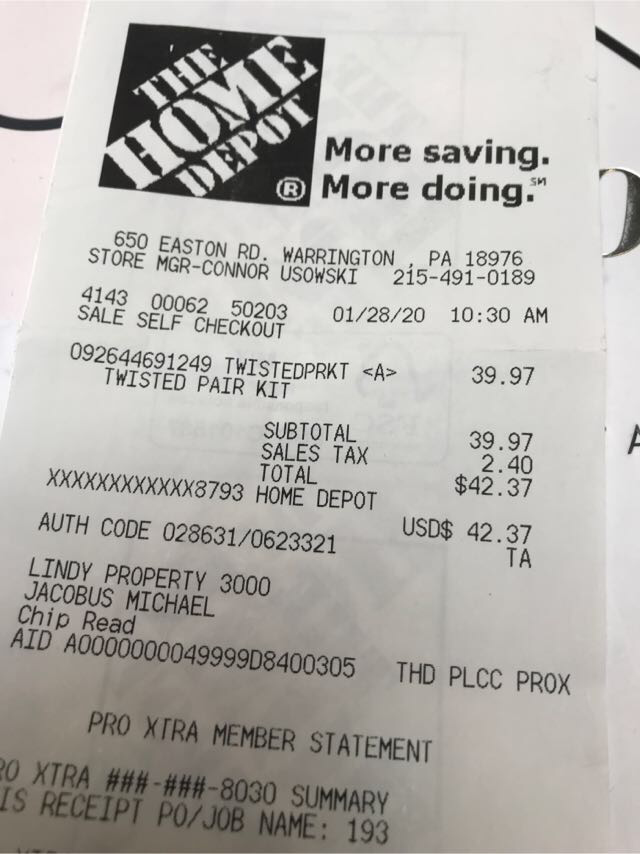 THE
HOME
DEPOT
®
More saving.
More doing.℠
650 EASTON RD. WARRINGTON , PA 18976
STORE MGR-CONNOR USOWSKI 215-491-0189
4143 00062 50203 01/28/20 10:30 AM
SALE SELF CHECKOUT
092644691249 TWISTEDPRKT <A> 39.97
TWISTED PAIR KIT
SUBTOTAL 39.97
SALES TAX 2.40
TOTAL $42.37
XXXXXXXXXXXX8793 HOME DEPOT
USD$ 42.37
AUTH CODE 028631/0623321 TA
LINDY PROPERTY 3000
JACOBUS MICHAEL
Chip Read
AID A0000000049999D8400305 THD PLCC PROX
PRO XTRA MEMBER STATEMENT
RO XTRA ###-###-8030 SUMMARY
IS RECEIPT PO/JOB NAME: 193